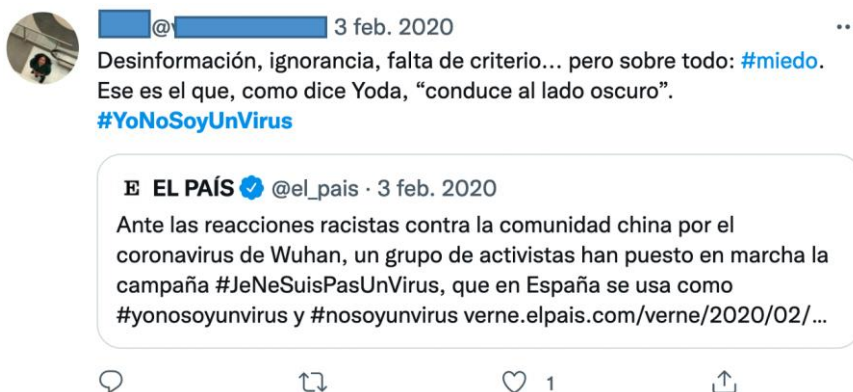 @ 3 feb. 2020
Desinformación, ignorancia, falta de criterio... pero sobre todo: #miedo.
Ese es el que, como dice Yoda, “conduce al lado oscuro”.
#YoNoSoyUnVirus
E EL PAÍS @el_pais · 3 feb. 2020
Ante las reacciones racistas contra la comunidad china por el
coronavirus de Wuhan, un grupo de activistas han puesto en marcha la
campaña #JeNeSuisPasUnVirus, que en España se usa como
#yonosoyunvirus y #nosoyunvirus verne.elpais.com/verne/2020/02/...
1